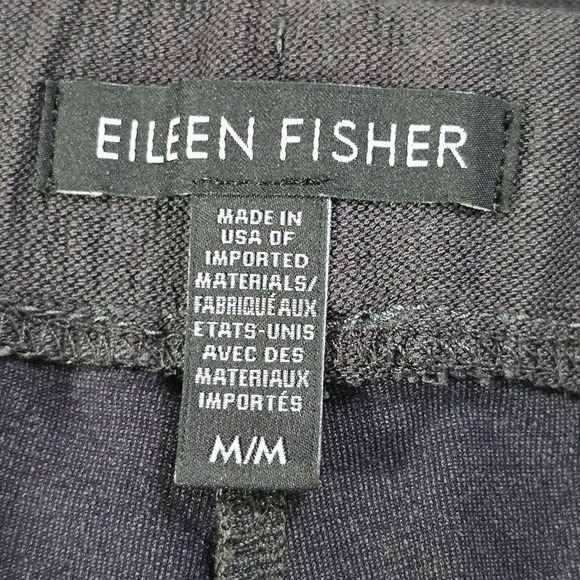 EILEEN FISHER
MADE IN
USA OF
IMPORTED
MATERIALS/
FABRIQUÉ AUX
ETATS-UNIS
AVEC DES
MATERIAUX
IMPORTÉS
M/M